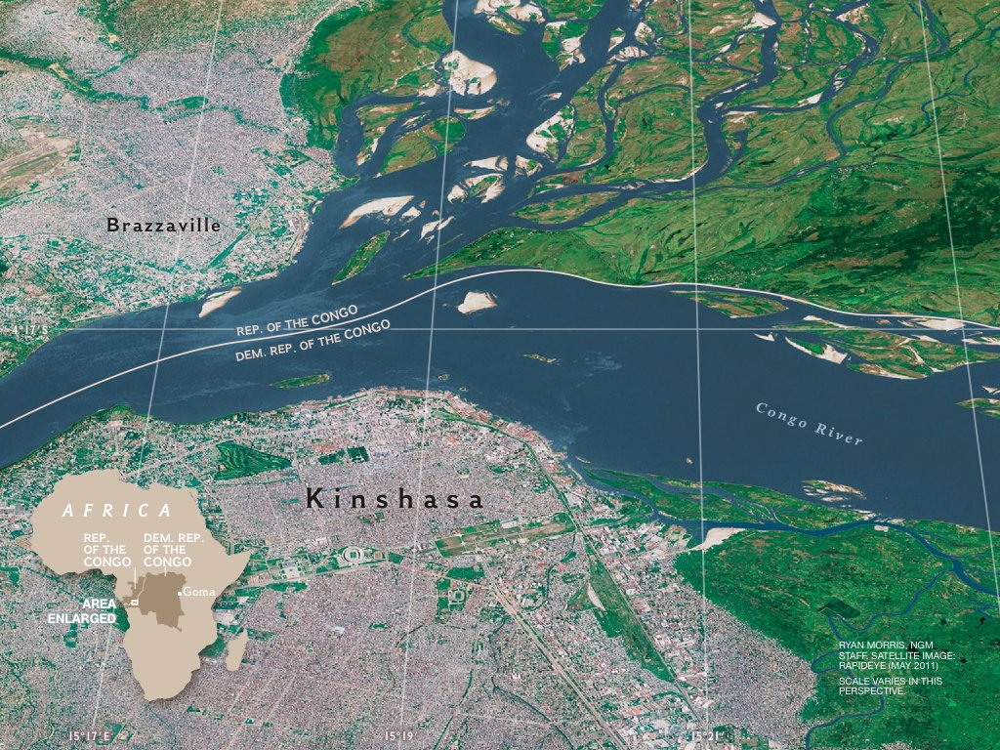 Brazzaville
4°17'S
REP. OF THE CONGO
DEM. REP. OF THE CONGO
Congo River
Kinshasa
AFRICA
REP.
OF THE
CONGO
DEM. REP.
OF THE
CONGO
Goma
AREA
ENLARGED
RYAN MORRIS, NGM
STAFF. SATELLITE IMAGE:
RAPIDEYE (MAY 2011)
SCALE VARIES IN THIS
PERSPECTIVE.
15°17'E
15°19'
15°21'